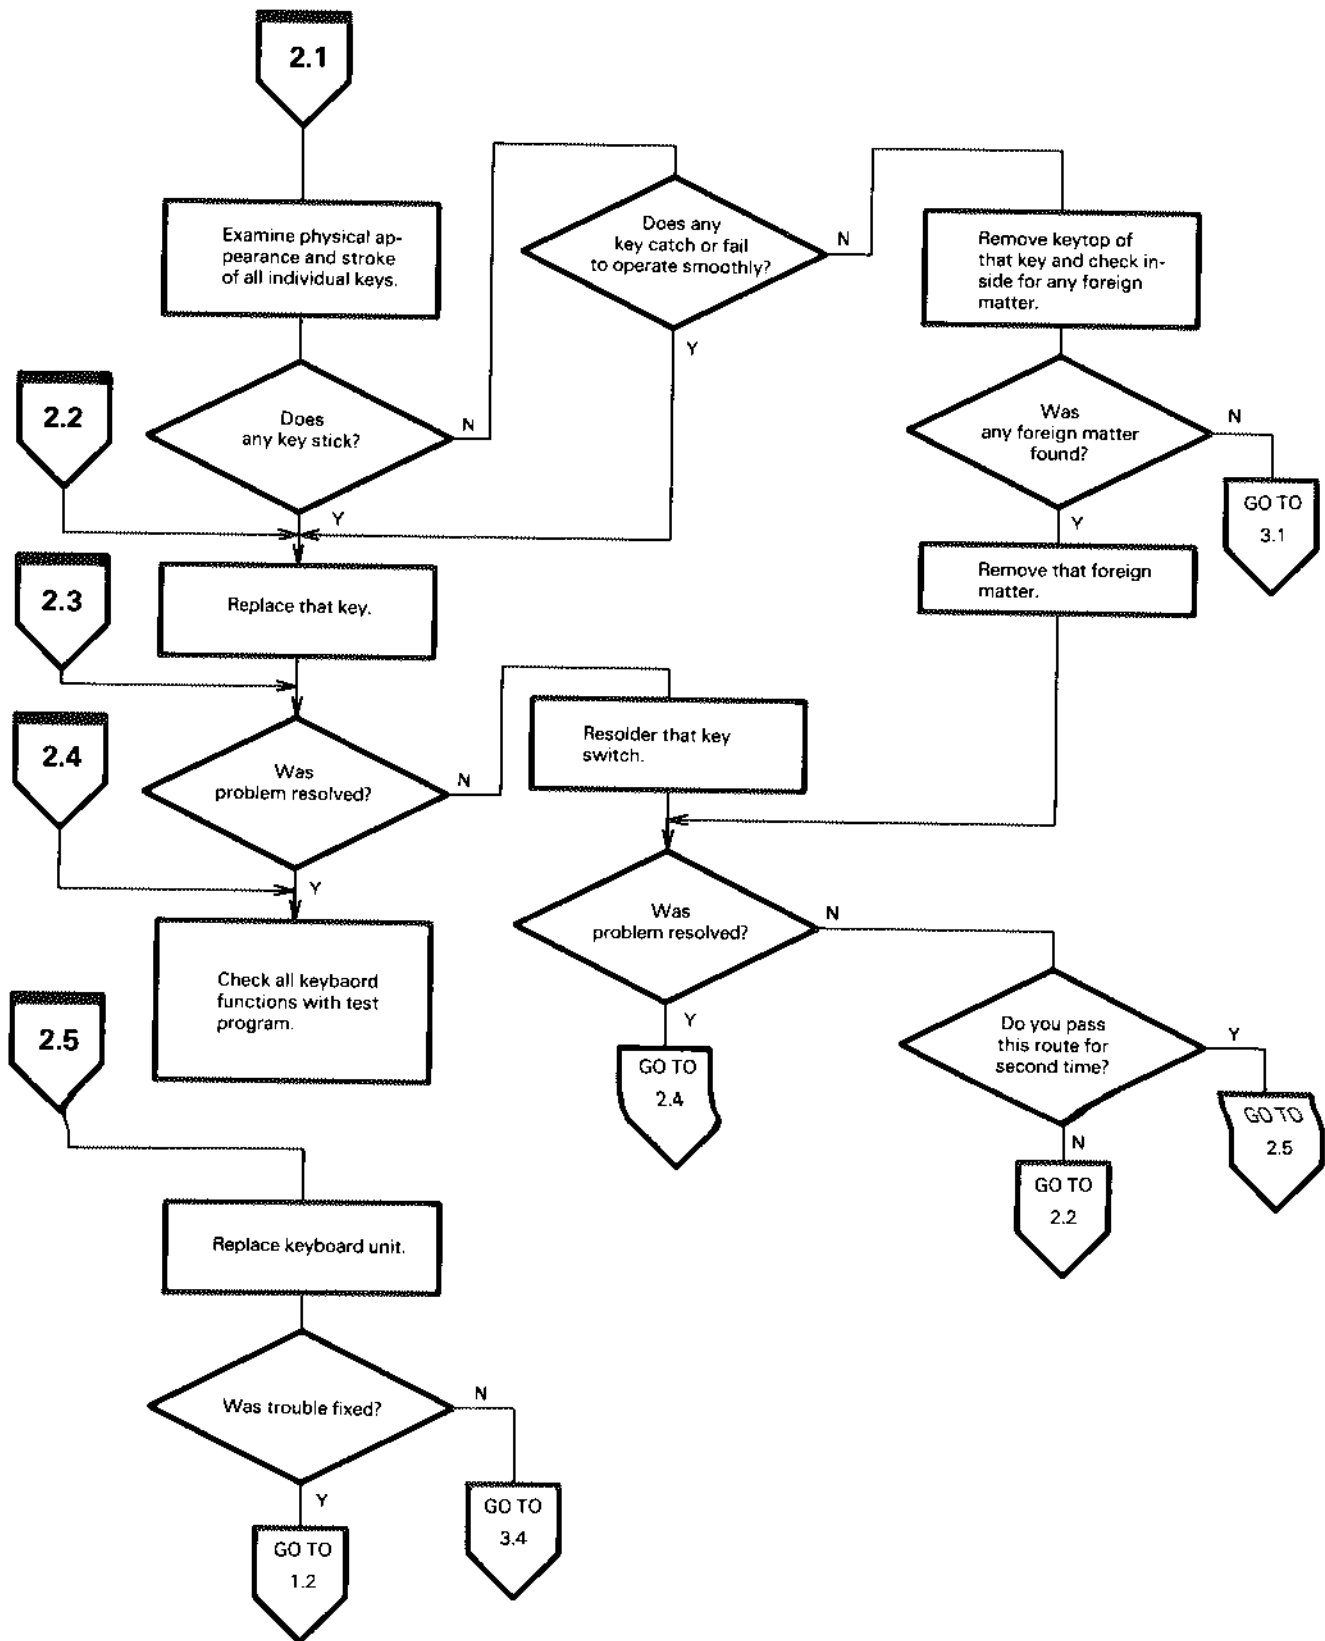 2.1
Examine physical ap-
pearance and stroke
of all individual keys.
Does any
key catch or fail
to operate smoothly?
N
Y
Remove keytop of
that key and check in-
side for any foreign
matter.
2.2
Does
any key stick?
N
Y
Was
any foreign matter
found?
N
Y
GO TO
3.1
2.3
Replace that key.
Remove that foreign
matter.
2.4
Was
problem resolved?
N
Y
Resolder that key
switch.
Check all keybaord
functions with test
program.
Was
problem resolved?
N
Y
GO TO
2.4
Do you pass
this route for
second time?
Y
N
GO TO
2.5
GO TO
2.2
2.5
Replace keyboard unit.
Was trouble fixed?
N
Y
GO TO
3.4
GO TO
1.2